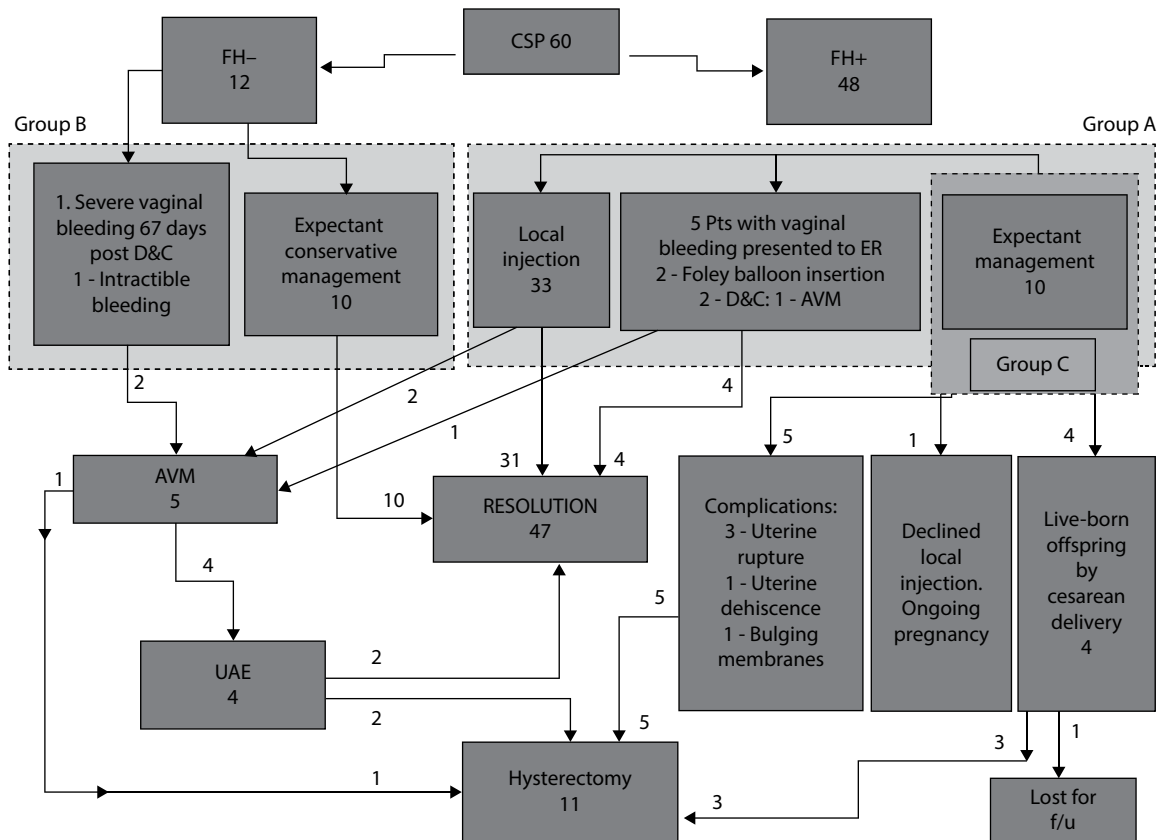 CSP 60
FH–
12
FH+
48
Group B
Group A
1. Severe vaginal
bleeding 67 days
post D&C
1 - Intractible
bleeding
Expectant
conservative
management
10
Local
injection
33
5 Pts with vaginal
bleeding presented to ER
2 - Foley balloon insertion
2 - D&C: 1 - AVM
Expectant
management
10
Group C
2
2
1
4
5
1
4
1
AVM
5
10
31
4
RESOLUTION
47
Complications:
3 - Uterine
rupture
1 - Uterine
dehiscence
1 - Bulging
membranes
Declined
local
injection.
Ongoing
pregnancy
Live-born
offspring
by
cesarean
delivery
4
4
5
UAE
4
2
2
5
3
1
1
Hysterectomy
11
3
Lost for
f/u